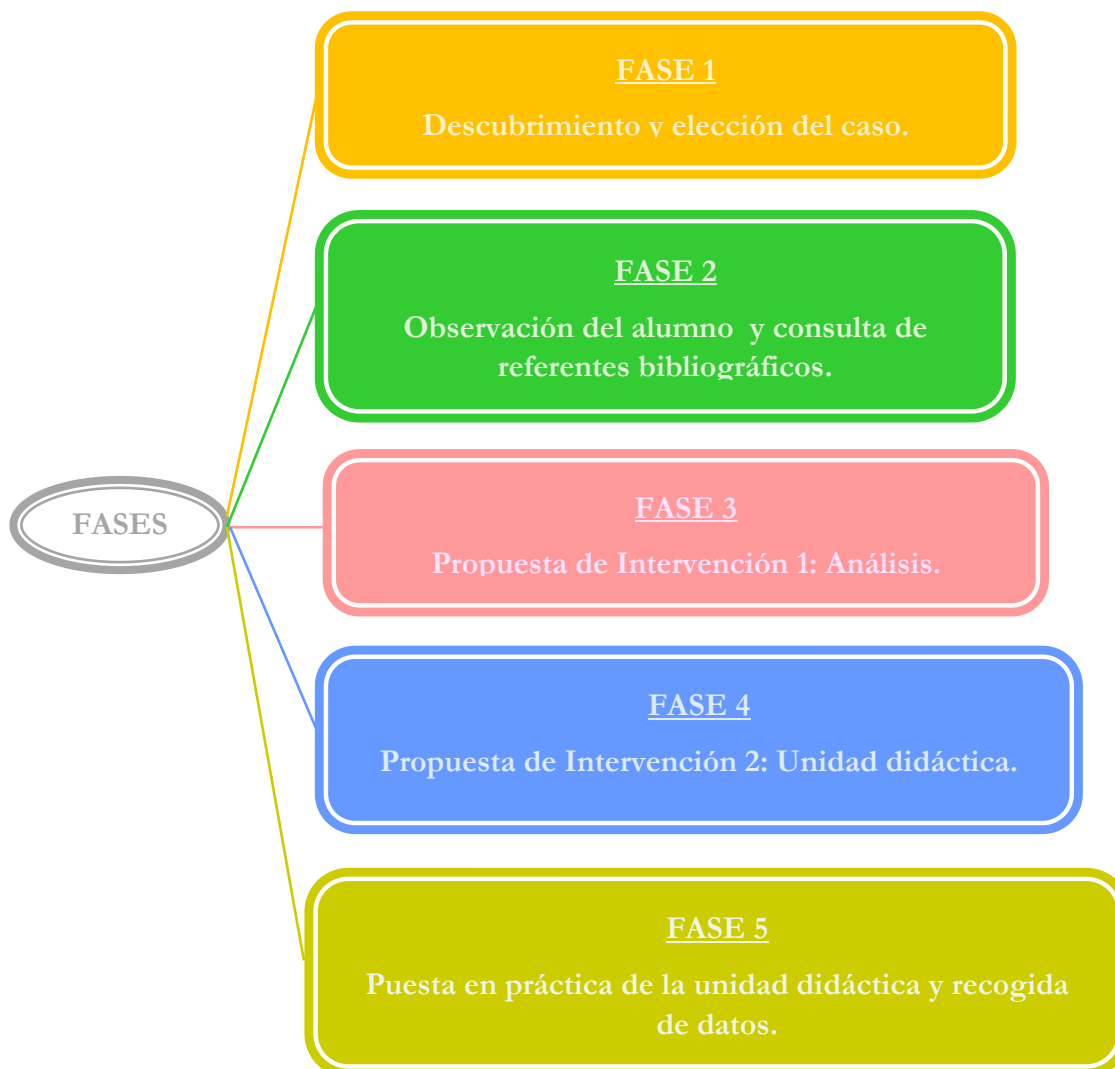 FASE 1
Descubrimiento y elección del caso.
FASE 2
Observación del alumno y consulta de
referentes bibliográficos.
FASES
FASE 3
Propuesta de Intervención 1: Análisis.
FASE 4
Propuesta de Intervención 2: Unidad didáctica.
FASE 5
Puesta en práctica de la unidad didáctica y recogida
de datos.